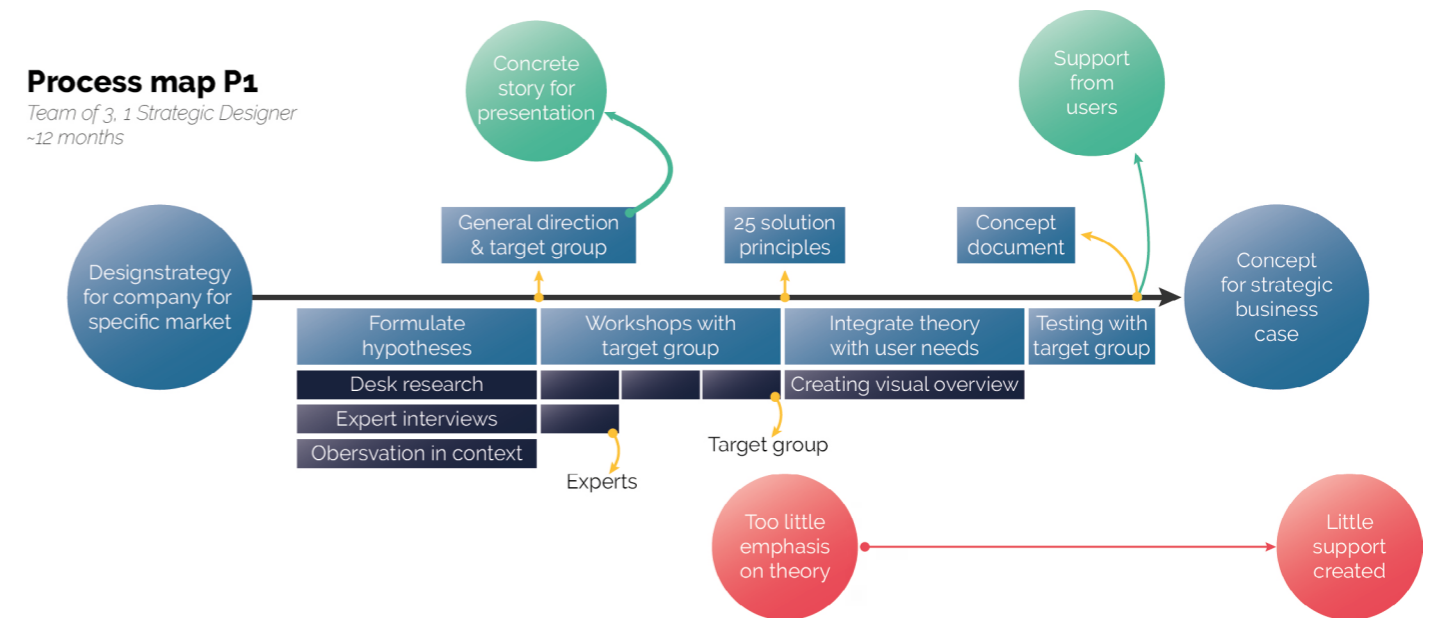 Process map P1
Team of 3, 1 Strategic Designer
~12 months
Concrete
story for
presentation
Support
from
users
General direction
& target group
25 solution
principles
Concept
document
Designstrategy
for company for
specific market
Concept
for strategic
business
case
Formulate
hypotheses
Workshops with
target group
Integrate theory
with user needs
Testing with
target group
Desk research
Creating visual overview
Expert interviews
Obersvation in context
Target group
Experts
Too little
emphasis
on theory
Little
support
created